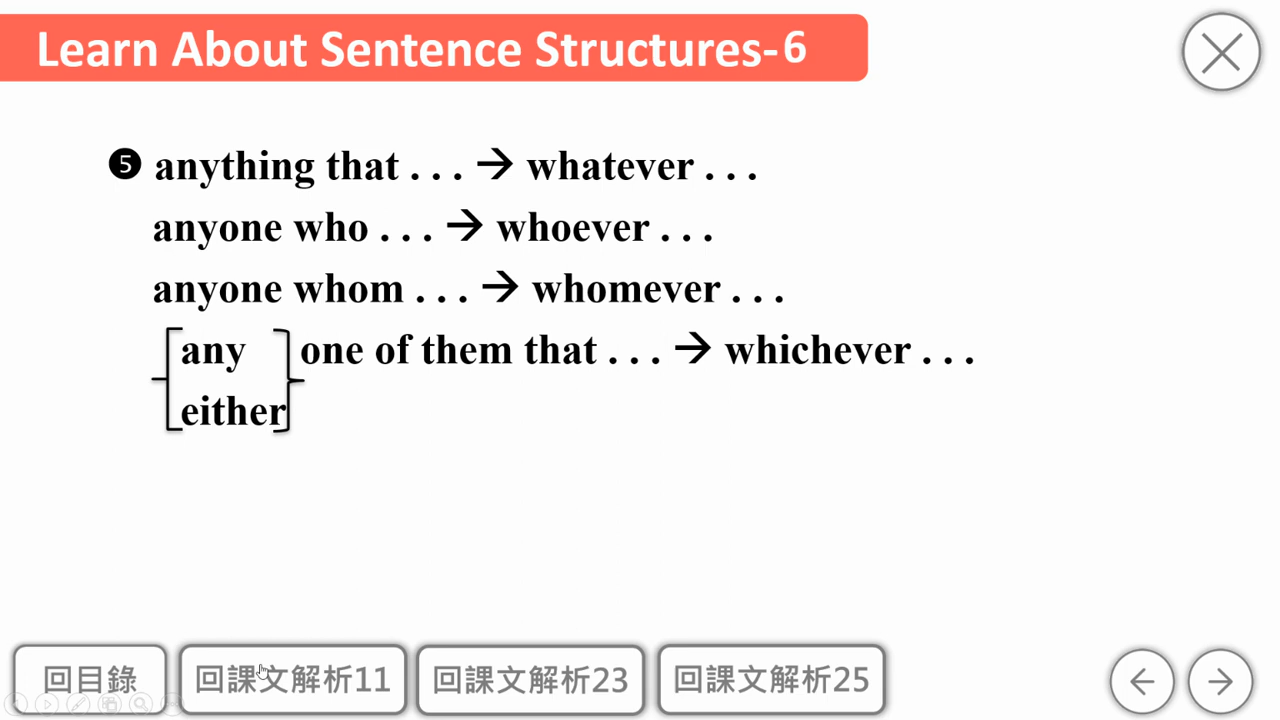 Learn About Sentence Structures-6
❺ anything that . . . → whatever . . .
anyone who . . . → whoever . . .
anyone whom . . . → whomever . . .
any one of them that . . . → whichever . . .
either
回目錄 回課文解析11 回課文解析23 回課文解析25